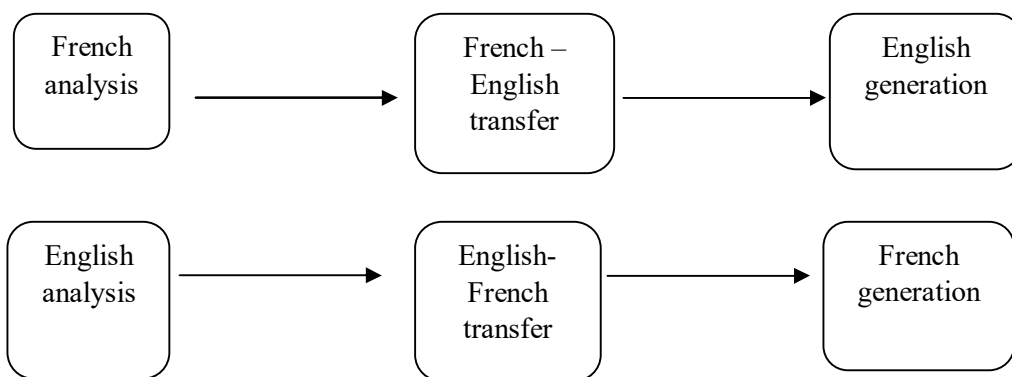 French
analysis
French –
English
transfer
English
generation
English
analysis
English-
French
transfer
French
generation